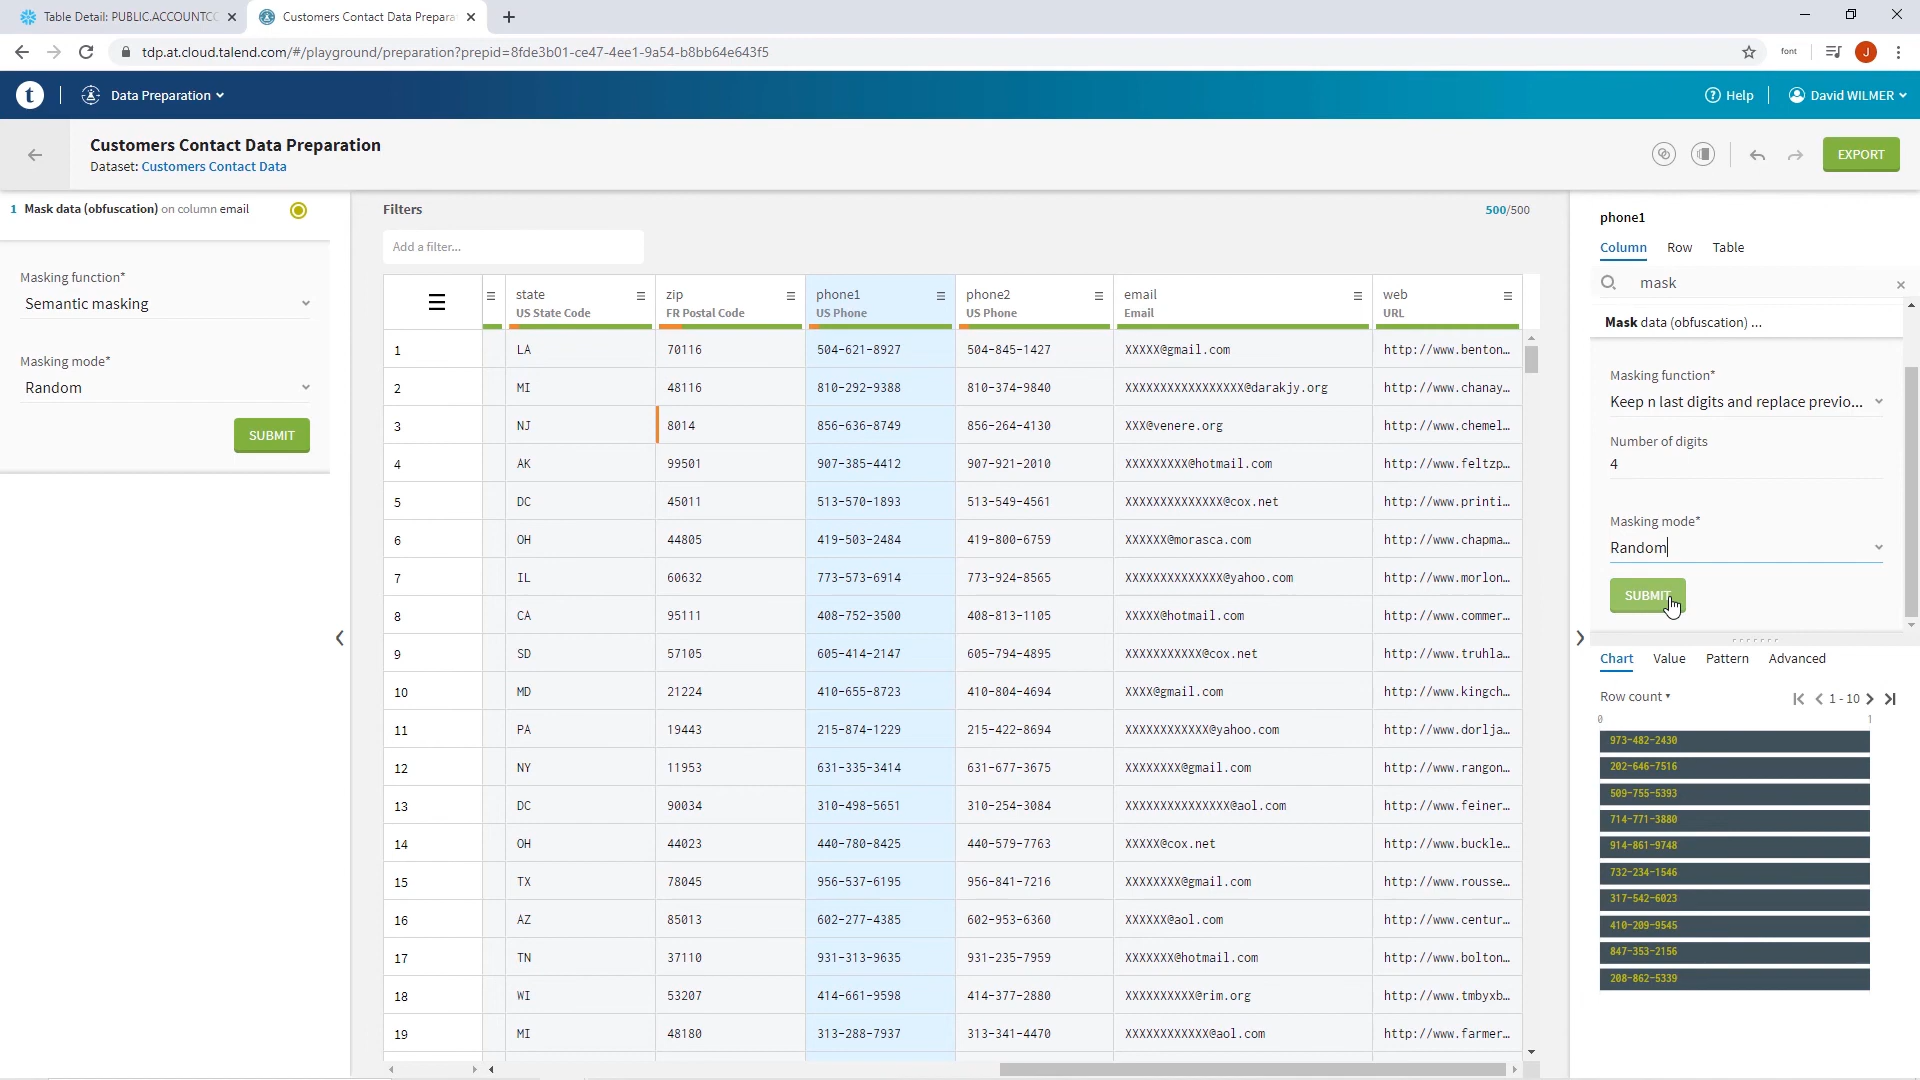 Table Detail: PUBLIC.ACCOUNTCC
Customers Contact Data Prepara
tdp.at.cloud.talend.com/#/playground/preparation?prepid=8fde3b01-ce47-4ee1-9a54-b8bb64e643f5
font
J
t
Data Preparation
Help
David WILMER
Customers Contact Data Preparation
Dataset: Customers Contact Data
EXPORT
1 Mask data (obfuscation) on column email
Masking function*
Semantic masking
Masking mode*
Random
SUBMIT
Filters
500/500
Add a filter...
state zip phone1 phone2 email web
US State Code FR Postal Code US Phone US Phone Email URL
1 LA 70116 504-621-8927 504-845-1427 XXXXX@gmail.com http://www.benton…
2 MI 48116 810-292-9388 810-374-9840 XXXXXXXXXXXXXXXXX@darakjy.org http://www.chanay…
3 NJ 8014 856-636-8749 856-264-4130 XXX@venere.org http://www.chemel…
4 AK 99501 907-385-4412 907-921-2010 XXXXXXXXX@hotmail.com http://www.feltzp…
5 DC 45011 513-570-1893 513-549-4561 XXXXXXXXXXXXXX@cox.net http://www.printi…
6 OH 44805 419-503-2484 419-800-6759 XXXXXX@morasca.com http://www.chapma…
7 IL 60632 773-573-6914 773-924-8565 XXXXXXXXXXXXXX@yahoo.com http://www.morlon…
8 CA 95111 408-752-3500 408-813-1105 XXXXX@hotmail.com http://www.commer…
9 SD 57105 605-414-2147 605-794-4895 XXXXXXXXXXX@cox.net http://www.truhla…
10 MD 21224 410-655-8723 410-804-4694 XXXX@gmail.com http://www.kingch…
11 PA 19443 215-874-1229 215-422-8694 XXXXXXXXXXXX@yahoo.com http://www.dorlja…
12 NY 11953 631-335-3414 631-677-3675 XXXXXXXX@gmail.com http://www.rangon…
13 DC 90034 310-498-5651 310-254-3084 XXXXXXXXXXXXXXX@aol.com http://www.feiner…
14 OH 44023 440-780-8425 440-579-7763 XXXXX@cox.net http://www.buckle…
15 TX 78045 956-537-6195 956-841-7216 XXXXXXXX@gmail.com http://www.rousse…
16 AZ 85013 602-277-4385 602-953-6360 XXXXXX@aol.com http://www.centur…
17 TN 37110 931-313-9635 931-235-7959 XXXXXXX@hotmail.com http://www.bolton…
18 WI 53207 414-661-9598 414-377-2880 XXXXXXXXXX@rim.org http://www.tmbyxb…
19 MI 48180 313-288-7937 313-341-4470 XXXXXXXXXXXX@aol.com http://www.farmer…
phone1
Column Row Table
mask
Mask data (obfuscation) ...
Masking function*
Keep n last digits and replace previo...
Number of digits
4
Masking mode*
Random
SUBMIT
Chart Value Pattern Advanced
Row count
1 - 10
0 1
973-482-2430
202-646-7516
509-755-5393
714-771-3880
914-861-9748
732-234-1546
317-542-6023
410-209-9545
847-353-2156
208-862-5339